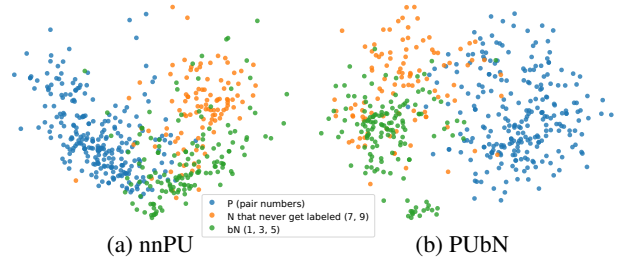 P (pair numbers)
N that never get labeled (7, 9)
bN (1, 3, 5)
(a) nnPU
(b) PUbN